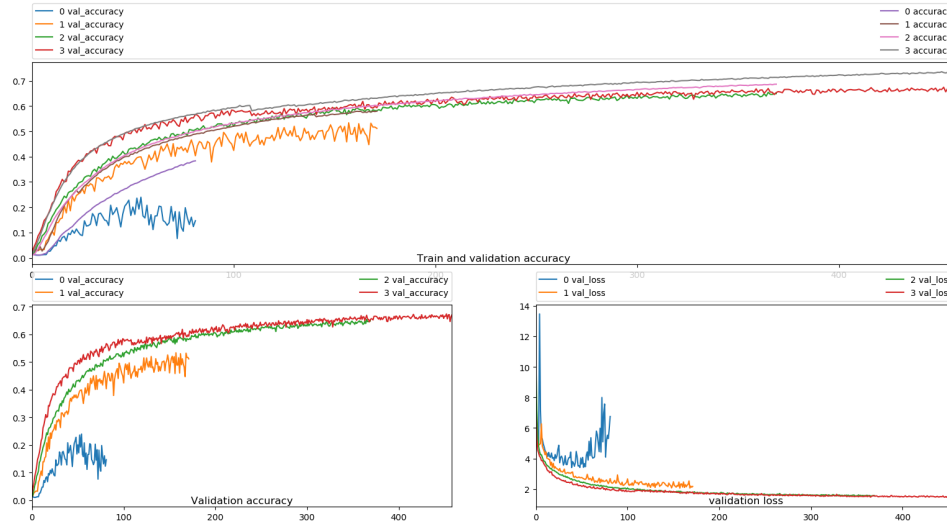 0 val_accuracy
1 val_accuracy
2 val_accuracy
3 val_accuracy
0 accurac
1 accurac
2 accurac
3 accurac
0.7
0.6
0.5
0.4
0.3
0.2
0.1
0.0
0 100 200 300 400
Train and validation accuracy
0 val_accuracy
1 val_accuracy
2 val_accuracy
3 val_accuracy
0.7
0.6
0.5
0.4
0.3
0.2
0.1
0.0
0 100 200 300 400
Validation accuracy
0 val_loss
1 val_loss
2 val_loss
3 val_loss
14
12
10
8
6
4
2
0 100 200 300 400
validation loss